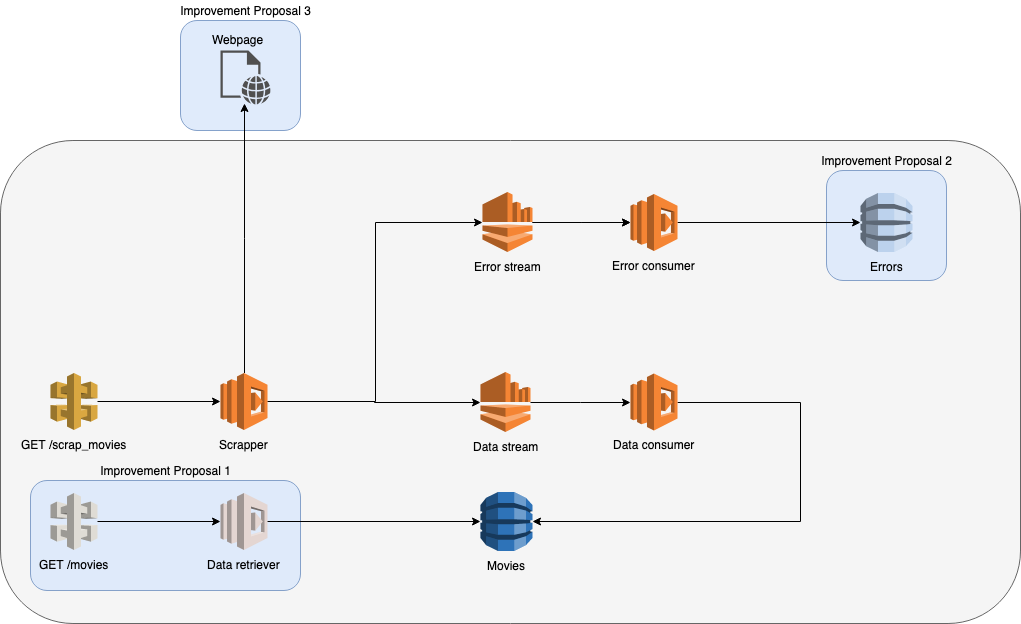 Improvement Proposal 3
Webpage
Improvement Proposal 2
Error stream
Error consumer
Errors
GET /scrap_movies
Scrapper
Data stream
Data consumer
Improvement Proposal 1
GET /movies
Data retriever
Movies